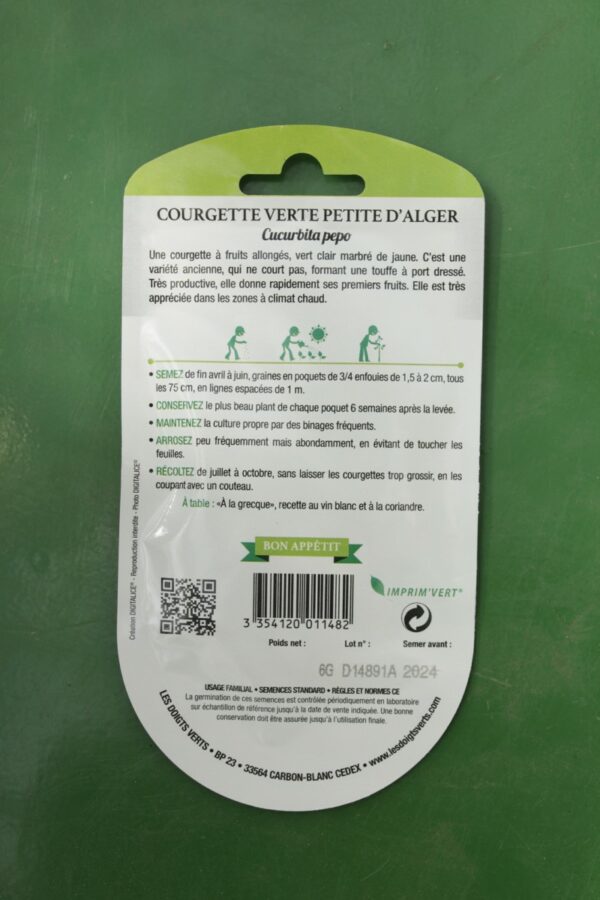 COURGETTE VERTE PETITE D'ALGER
Cucurbita pepo
Une courgette à fruits allongés, vert clair marbré de jaune. C'est une
variété ancienne, qui ne court pas, formant une touffe à port dressé.
Très productive, elle donne rapidement ses premiers fruits. Elle est très
appréciée dans les zones à climat chaud.
• SEMEZ de fin avril à juin, graines en poquets de 3/4 enfouies de 1,5 à 2 cm, tous
les 75 cm, en lignes espacées de 1 m.
• CONSERVEZ le plus beau plant de chaque poquet 6 semaines après la levée.
• MAINTENEZ la culture propre par des binages fréquents.
• ARROSEZ peu fréquemment mais abondamment, en évitant de toucher les
feuilles.
• RÉCOLTEZ de juillet à octobre, sans laisser les courgettes trop grossir, en les
coupant avec un couteau.
À table : «À la grecque», recette au vin blanc et à la coriandre.
BON APPÉTIT
Création DIGITALICE® - Reproduction interdite - Photo DIGITALICE®
IMPRIM'VERT®
3 354120 011482
Poids net : Lot n° : Semer avant :
6G D14891A 2024
USAGE FAMILIAL • SEMENCES STANDARD • RÈGLES ET NORMES CE
La germination de ces semences est contrôlée périodiquement en laboratoire
sur échantillon de référence jusqu'à la date de vente indiquée. Une bonne
conservation doit être assurée jusqu'à l'utilisation finale.
LES DOIGTS VERTS • BP 23 • 33564 CARBON-BLANC CEDEX • www.lesdoigtsverts.com